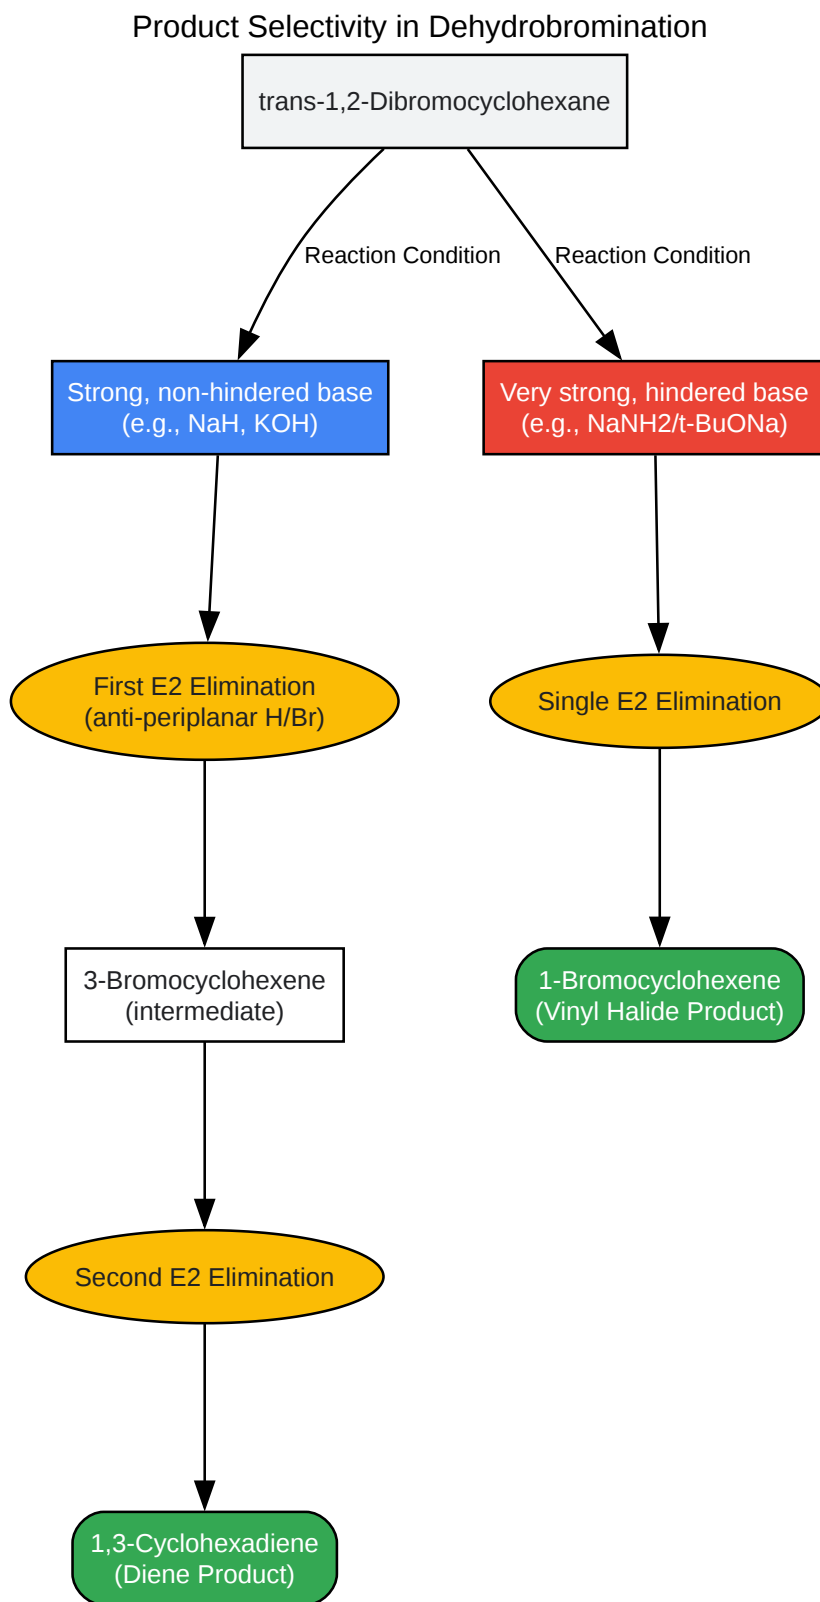 Product Selectivity in Dehydrobromination
trans-1,2-Dibromocyclohexane
Reaction Condition
Reaction Condition
Strong, non-hindered base
(e.g., NaH, KOH)
Very strong, hindered base
(e.g., NaNH2/t-BuONa)
First E2 Elimination
(anti-periplanar H/Br)
Single E2 Elimination
3-Bromocyclohexene
(intermediate)
1-Bromocyclohexene
(Vinyl Halide Product)
Second E2 Elimination
1,3-Cyclohexadiene
(Diene Product)